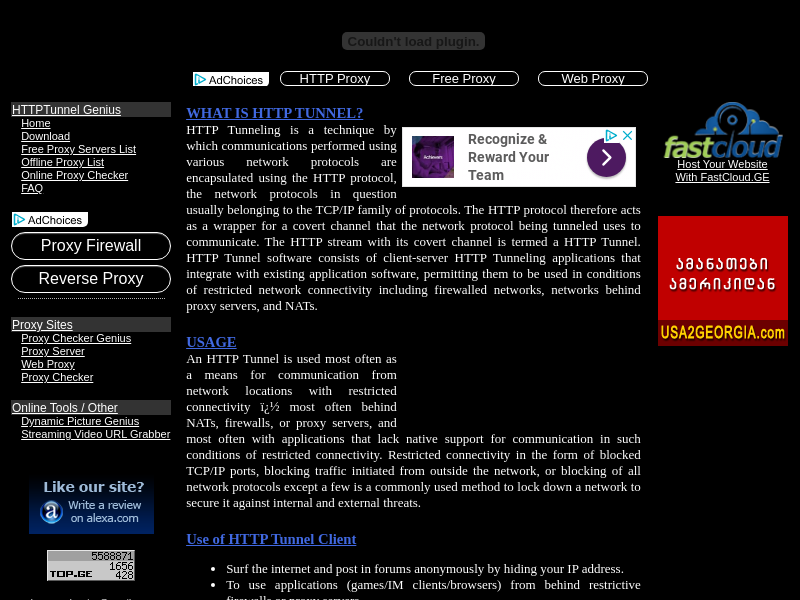 Couldn't load plugin.
AdChoices
HTTP Proxy
Free Proxy
Web Proxy
HTTPTunnel Genius
Home
Download
Free Proxy Servers List
Offline Proxy List
Online Proxy Checker
FAQ
AdChoices
Proxy Firewall
Reverse Proxy
Proxy Sites
Proxy Checker Genius
Proxy Server
Web Proxy
Proxy Checker
Online Tools / Other
Dynamic Picture Genius
Streaming Video URL Grabber
Like our site?
Write a review
on alexa.com
5588871
1656
TOP.GE 428
WHAT IS HTTP TUNNEL?
HTTP Tunneling is a technique by
which communications performed using
various network protocols are
encapsulated using the HTTP protocol,
the network protocols in question
usually belonging to the TCP/IP family of protocols. The HTTP protocol therefore acts
as a wrapper for a covert channel that the network protocol being tunneled uses to
communicate. The HTTP stream with its covert channel is termed a HTTP Tunnel.
HTTP Tunnel software consists of client-server HTTP Tunneling applications that
integrate with existing application software, permitting them to be used in conditions
of restricted network connectivity including firewalled networks, networks behind
proxy servers, and NATs.
Recognize &
Reward Your
Team
USAGE
An HTTP Tunnel is used most often as
a means for communication from
network locations with restricted
connectivity ï¿½ most often behind
NATs, firewalls, or proxy servers, and
most often with applications that lack native support for communication in such
conditions of restricted connectivity. Restricted connectivity in the form of blocked
TCP/IP ports, blocking traffic initiated from outside the network, or blocking of all
network protocols except a few is a commonly used method to lock down a network to
secure it against internal and external threats.
Use of HTTP Tunnel Client
Surf the internet and post in forums anonymously by hiding your IP address.
To use applications (games/IM clients/browsers) from behind restrictive
firewalls or proxy servers.
fastcloud
Host Your Website
With FastCloud.GE
ამანათები
ამერიკიდან
USA2GEORGIA.com